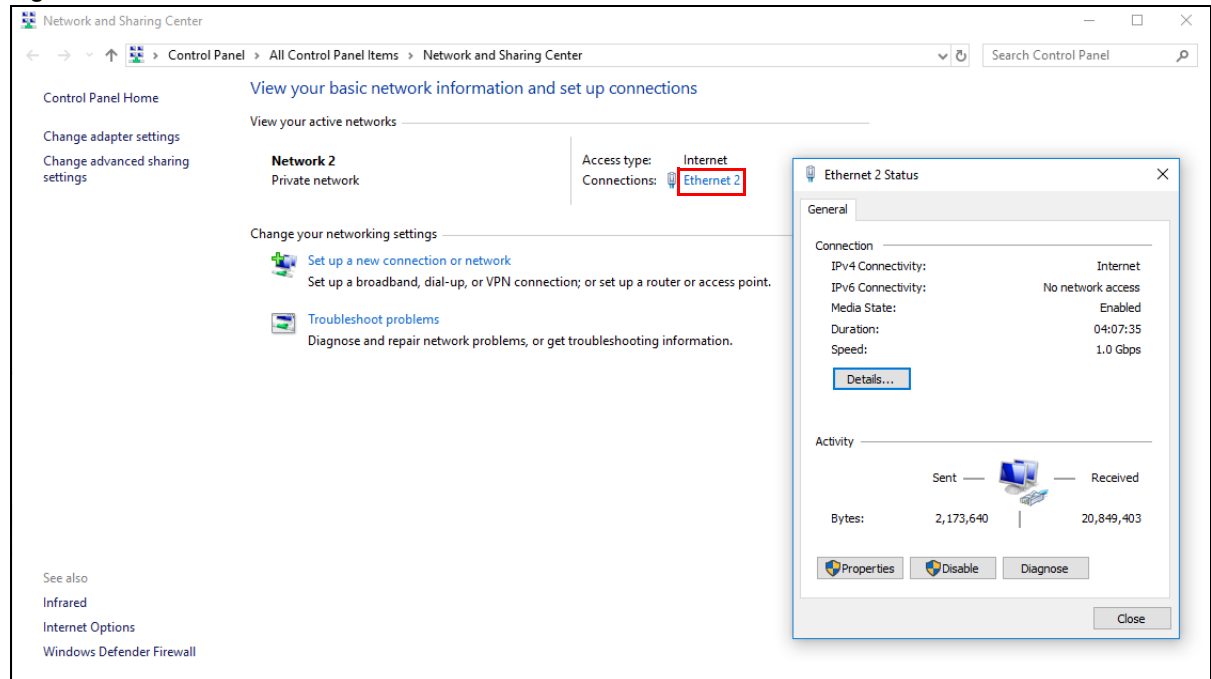 Network and Sharing Center
Control Panel > All Control Panel Items > Network and Sharing Center
Search Control Panel
Control Panel Home
Change adapter settings
Change advanced sharing
settings
View your basic network information and set up connections
View your active networks
Network 2
Private network
Access type: Internet
Connections: Ethernet 2
Change your networking settings
Set up a new connection or network
Set up a broadband, dial-up, or VPN connection; or set up a router or access point.
Troubleshoot problems
Diagnose and repair network problems, or get troubleshooting information.
See also
Infrared
Internet Options
Windows Defender Firewall
Ethernet 2 Status
General
Connection
IPv4 Connectivity: Internet
IPv6 Connectivity: No network access
Media State: Enabled
Duration: 04:07:35
Speed: 1.0 Gbps
Details...
Activity
Sent Received
Bytes: 2,173,640 20,849,403
Properties Disable Diagnose
Close